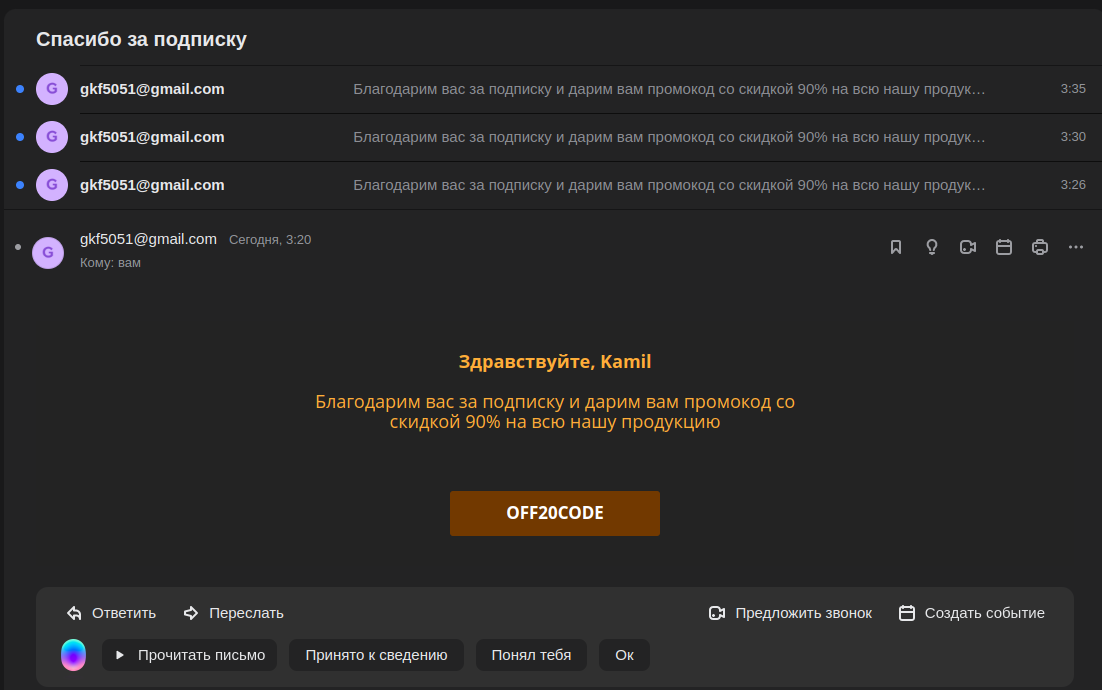 Спасибо за подписку
G gkf5051@gmail.com Благодарим вас за подписку и дарим вам промокод со скидкой 90% на всю нашу продук… 3:35
G gkf5051@gmail.com Благодарим вас за подписку и дарим вам промокод со скидкой 90% на всю нашу продук… 3:30
G gkf5051@gmail.com Благодарим вас за подписку и дарим вам промокод со скидкой 90% на всю нашу продук… 3:26
G gkf5051@gmail.com Сегодня, 3:20
Кому: вам
Здравствуйте, Kamil
Благодарим вас за подписку и дарим вам промокод со
скидкой 90% на всю нашу продукцию
OFF20CODE
Ответить Переслать Предложить звонок Создать событие
Прочитать письмо Принято к сведению Понял тебя Ок